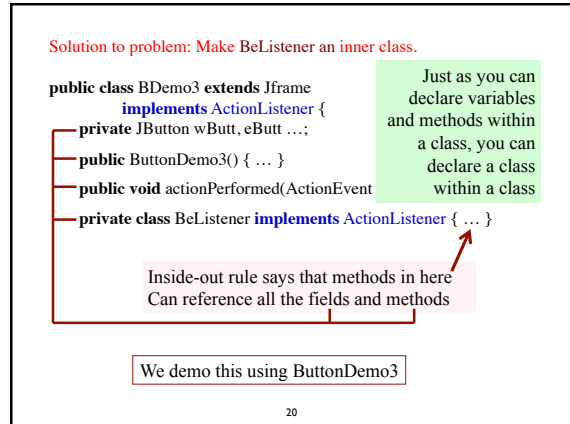 Solution to problem: Make BeListener an inner class.
public class BDemo3 extends Jframe
implements ActionListener {
private JButton wButt, eButt …;
public ButtonDemo3() { … }
public void actionPerformed(ActionEvent
private class BeListener implements ActionListener { … }
Just as you can
declare variables
and methods within
a class, you can
declare a class
within a class
Inside-out rule says that methods in here
Can reference all the fields and methods
We demo this using ButtonDemo3
20